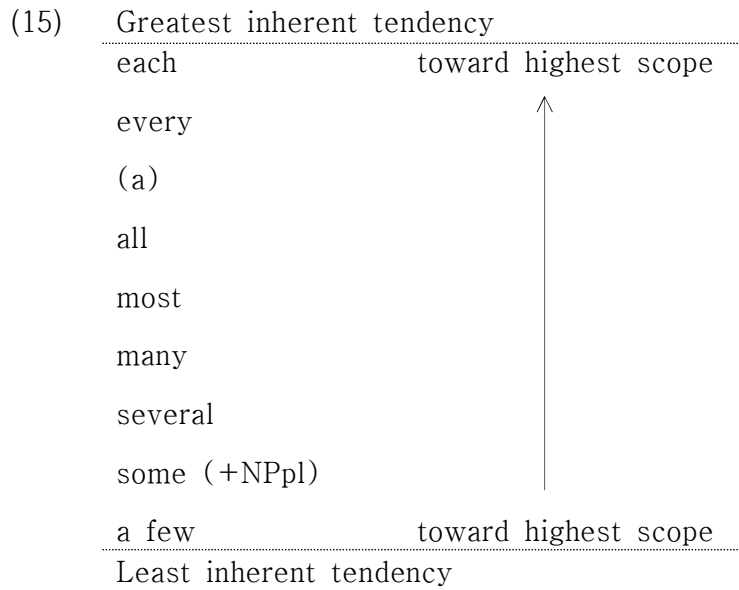 (15) Greatest inherent tendency
each toward highest scope
every
(a)
all
most
many
several
some (+NPpl)
a few toward highest scope
Least inherent tendency